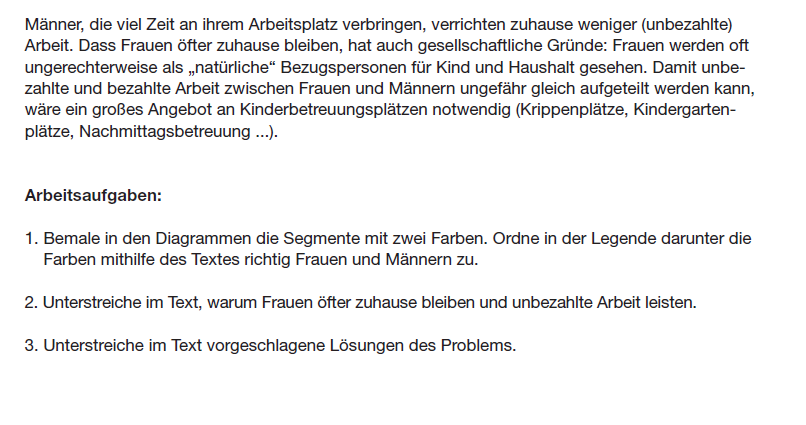 Männer, die viel Zeit an ihrem Arbeitsplatz verbringen, verrichten zuhause weniger (unbezahlte)
Arbeit. Dass Frauen öfter zuhause bleiben, hat auch gesellschaftliche Gründe: Frauen werden oft
ungerechterweise als „natürliche“ Bezugspersonen für Kind und Haushalt gesehen. Damit unbe-
zahlte und bezahlte Arbeit zwischen Frauen und Männern ungefähr gleich aufgeteilt werden kann,
wäre ein großes Angebot an Kinderbetreuungsplätzen notwendig (Krippenplätze, Kindergarten-
plätze, Nachmittagsbetreuung ...).
Arbeitsaufgaben:
1. Bemale in den Diagrammen die Segmente mit zwei Farben. Ordne in der Legende darunter die
Farben mithilfe des Textes richtig Frauen und Männern zu.
2. Unterstreiche im Text, warum Frauen öfter zuhause bleiben und unbezahlte Arbeit leisten.
3. Unterstreiche im Text vorgeschlagene Lösungen des Problems.